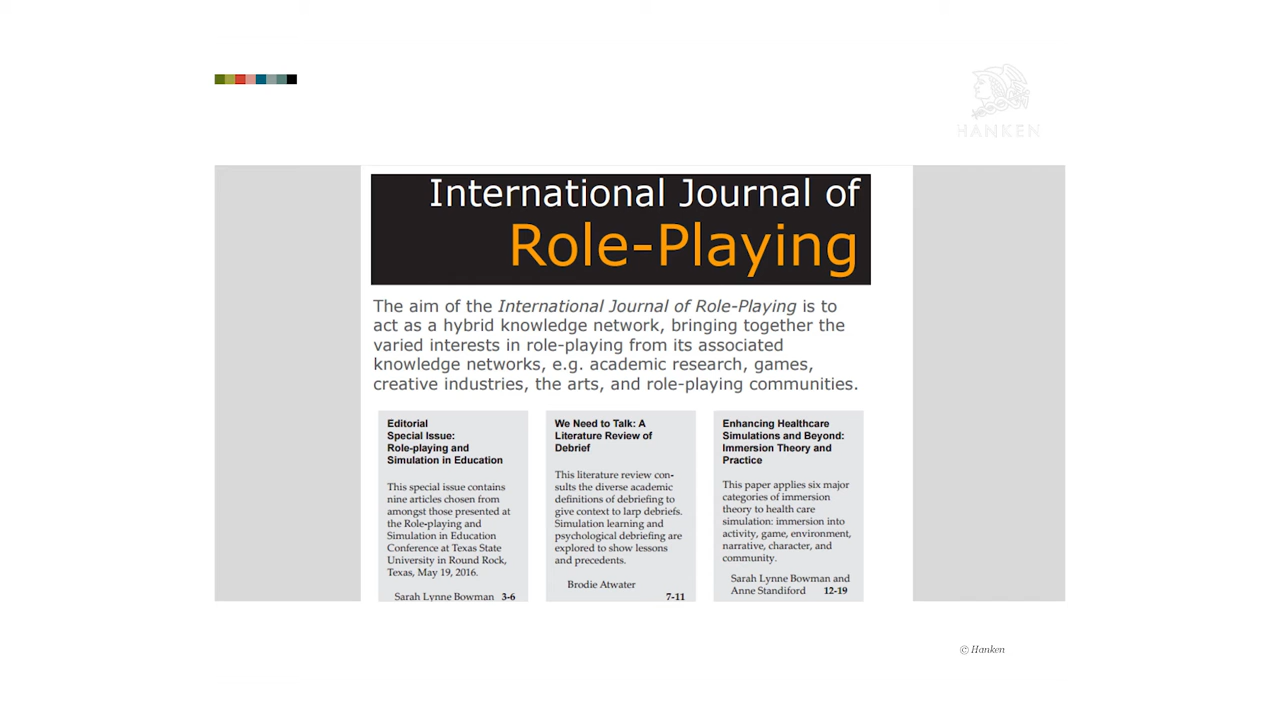 HANKEN
International Journal of
Role-Playing
The aim of the International Journal of Role-Playing is to
act as a hybrid knowledge network, bringing together the
varied interests in role-playing from its associated
knowledge networks, e.g. academic research, games,
creative industries, the arts, and role-playing communities.
Editorial
Special Issue:
Role-playing and
Simulation in Education
This special issue contains
nine articles chosen from
amongst those presented at
the Role-playing and
Simulation in Education
Conference at Texas State
University in Round Rock,
Texas, May 19, 2016.
Sarah Lynne Bowman 3-6
We Need to Talk: A
Literature Review of
Debrief
This literature review con-
sults the diverse academic
definitions of debriefing to
give context to larp debriefs.
Simulation learning and
psychological debriefing are
explored to show lessons
and precedents.
Brodie Atwater
7-11
Enhancing Healthcare
Simulations and Beyond:
Immersion Theory and
Practice
This paper applies six major
categories of immersion
theory to health care
simulation: immersion into
activity, game, environment,
narrative, character, and
community.
Sarah Lynne Bowman and
Anne Standiford 12-19
© Hanken